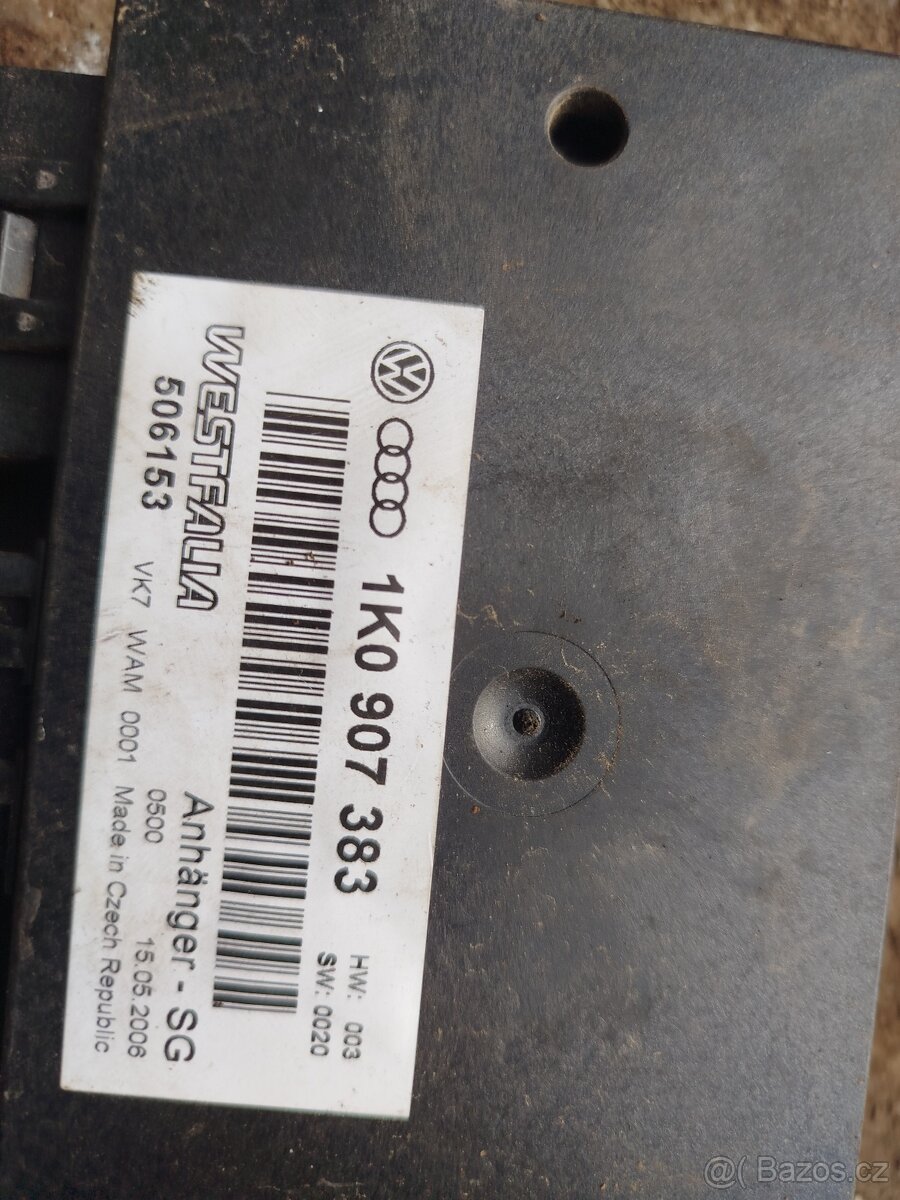 1K0 907 383
HW: 003
SW: 0020
WESTFALIA
Anhänger - SG
506153
0500
15.05.2006
VK7 WAM 0001 Made in Czech Republic
@( Bazos.cz